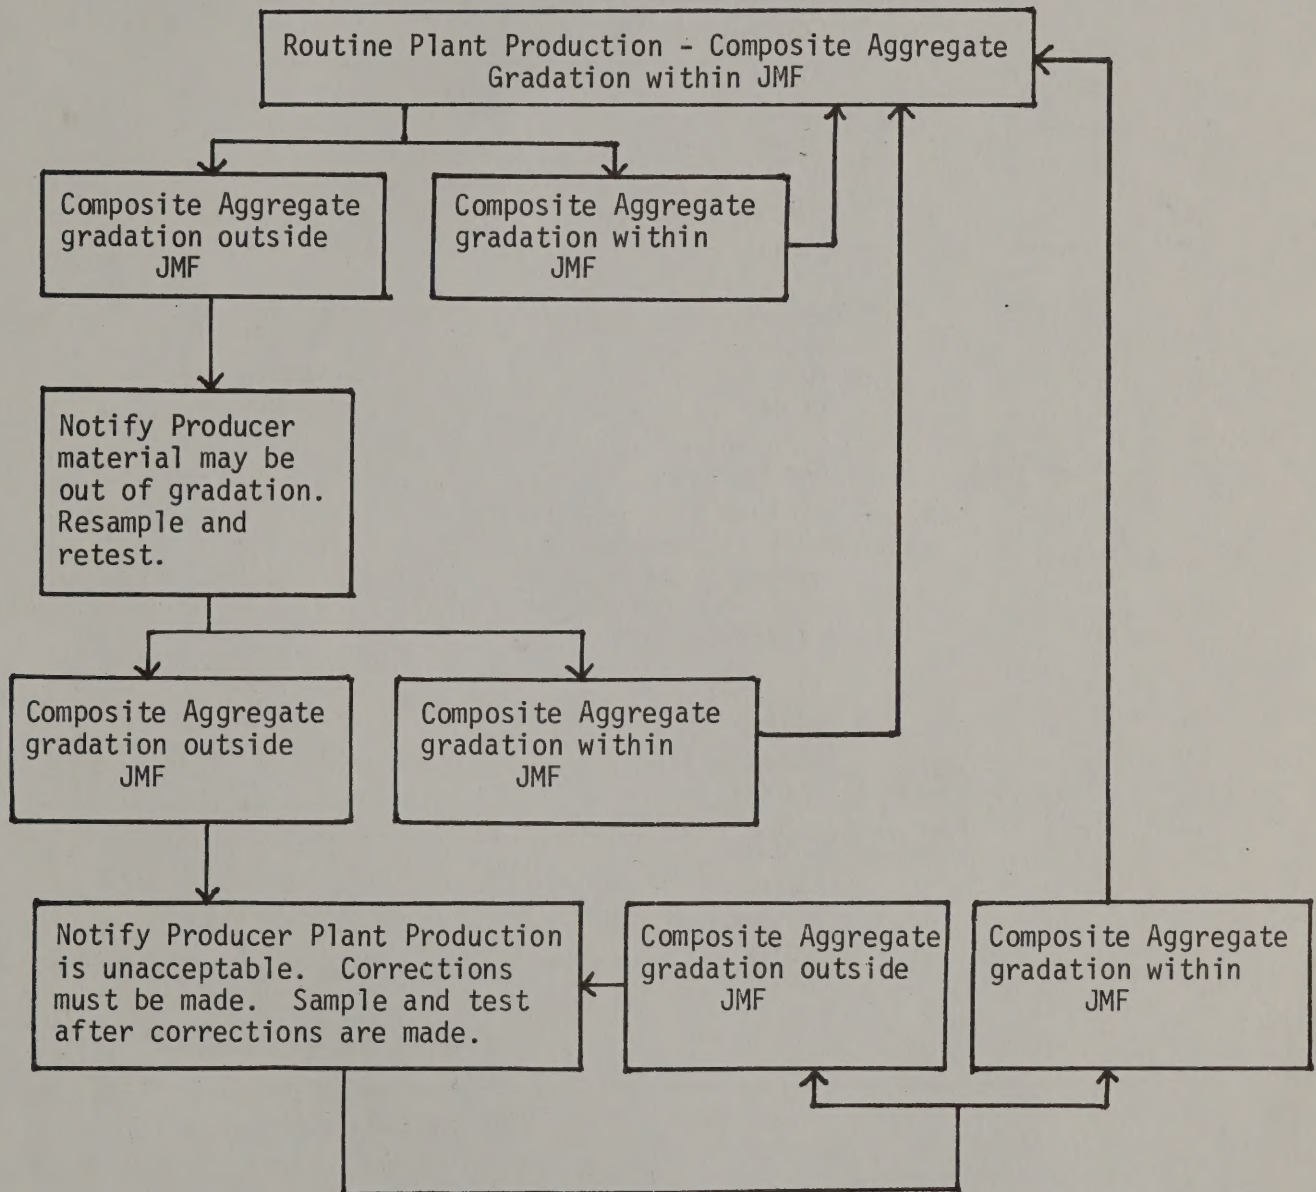 Routine Plant Production - Composite Aggregate
Gradation within JMF
Composite Aggregate
gradation outside
JMF
Composite Aggregate
gradation within
JMF
Notify Producer
material may be
out of gradation.
Resample and
retest.
Composite Aggregate
gradation outside
JMF
Composite Aggregate
gradation within
JMF
Notify Producer Plant Production
is unacceptable. Corrections
must be made. Sample and test
after corrections are made.
Composite Aggregate
gradation outside
JMF
Composite Aggregate
gradation within
JMF